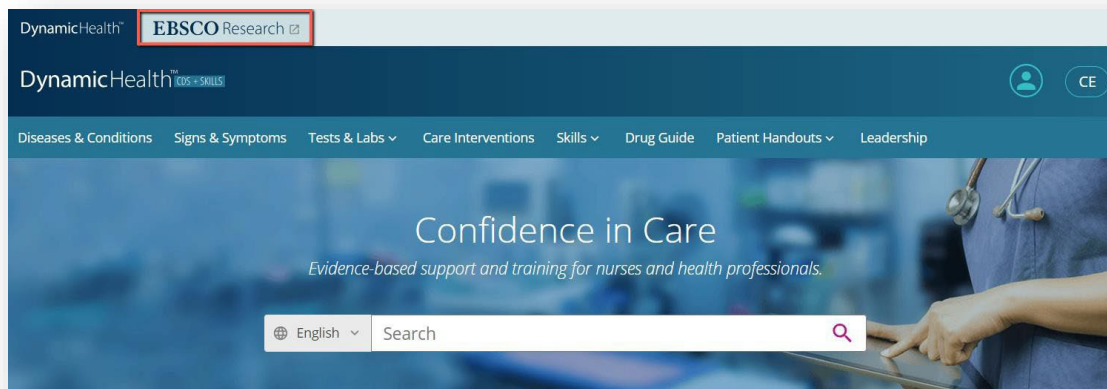 DynamicHealth™ EBSCO Research
DynamicHealth™ CDS + SKILLS CE
Diseases & Conditions Signs & Symptoms Tests & Labs Care Interventions Skills Drug Guide Patient Handouts Leadership
Confidence in Care
Evidence-based support and training for nurses and health professionals.
English Search